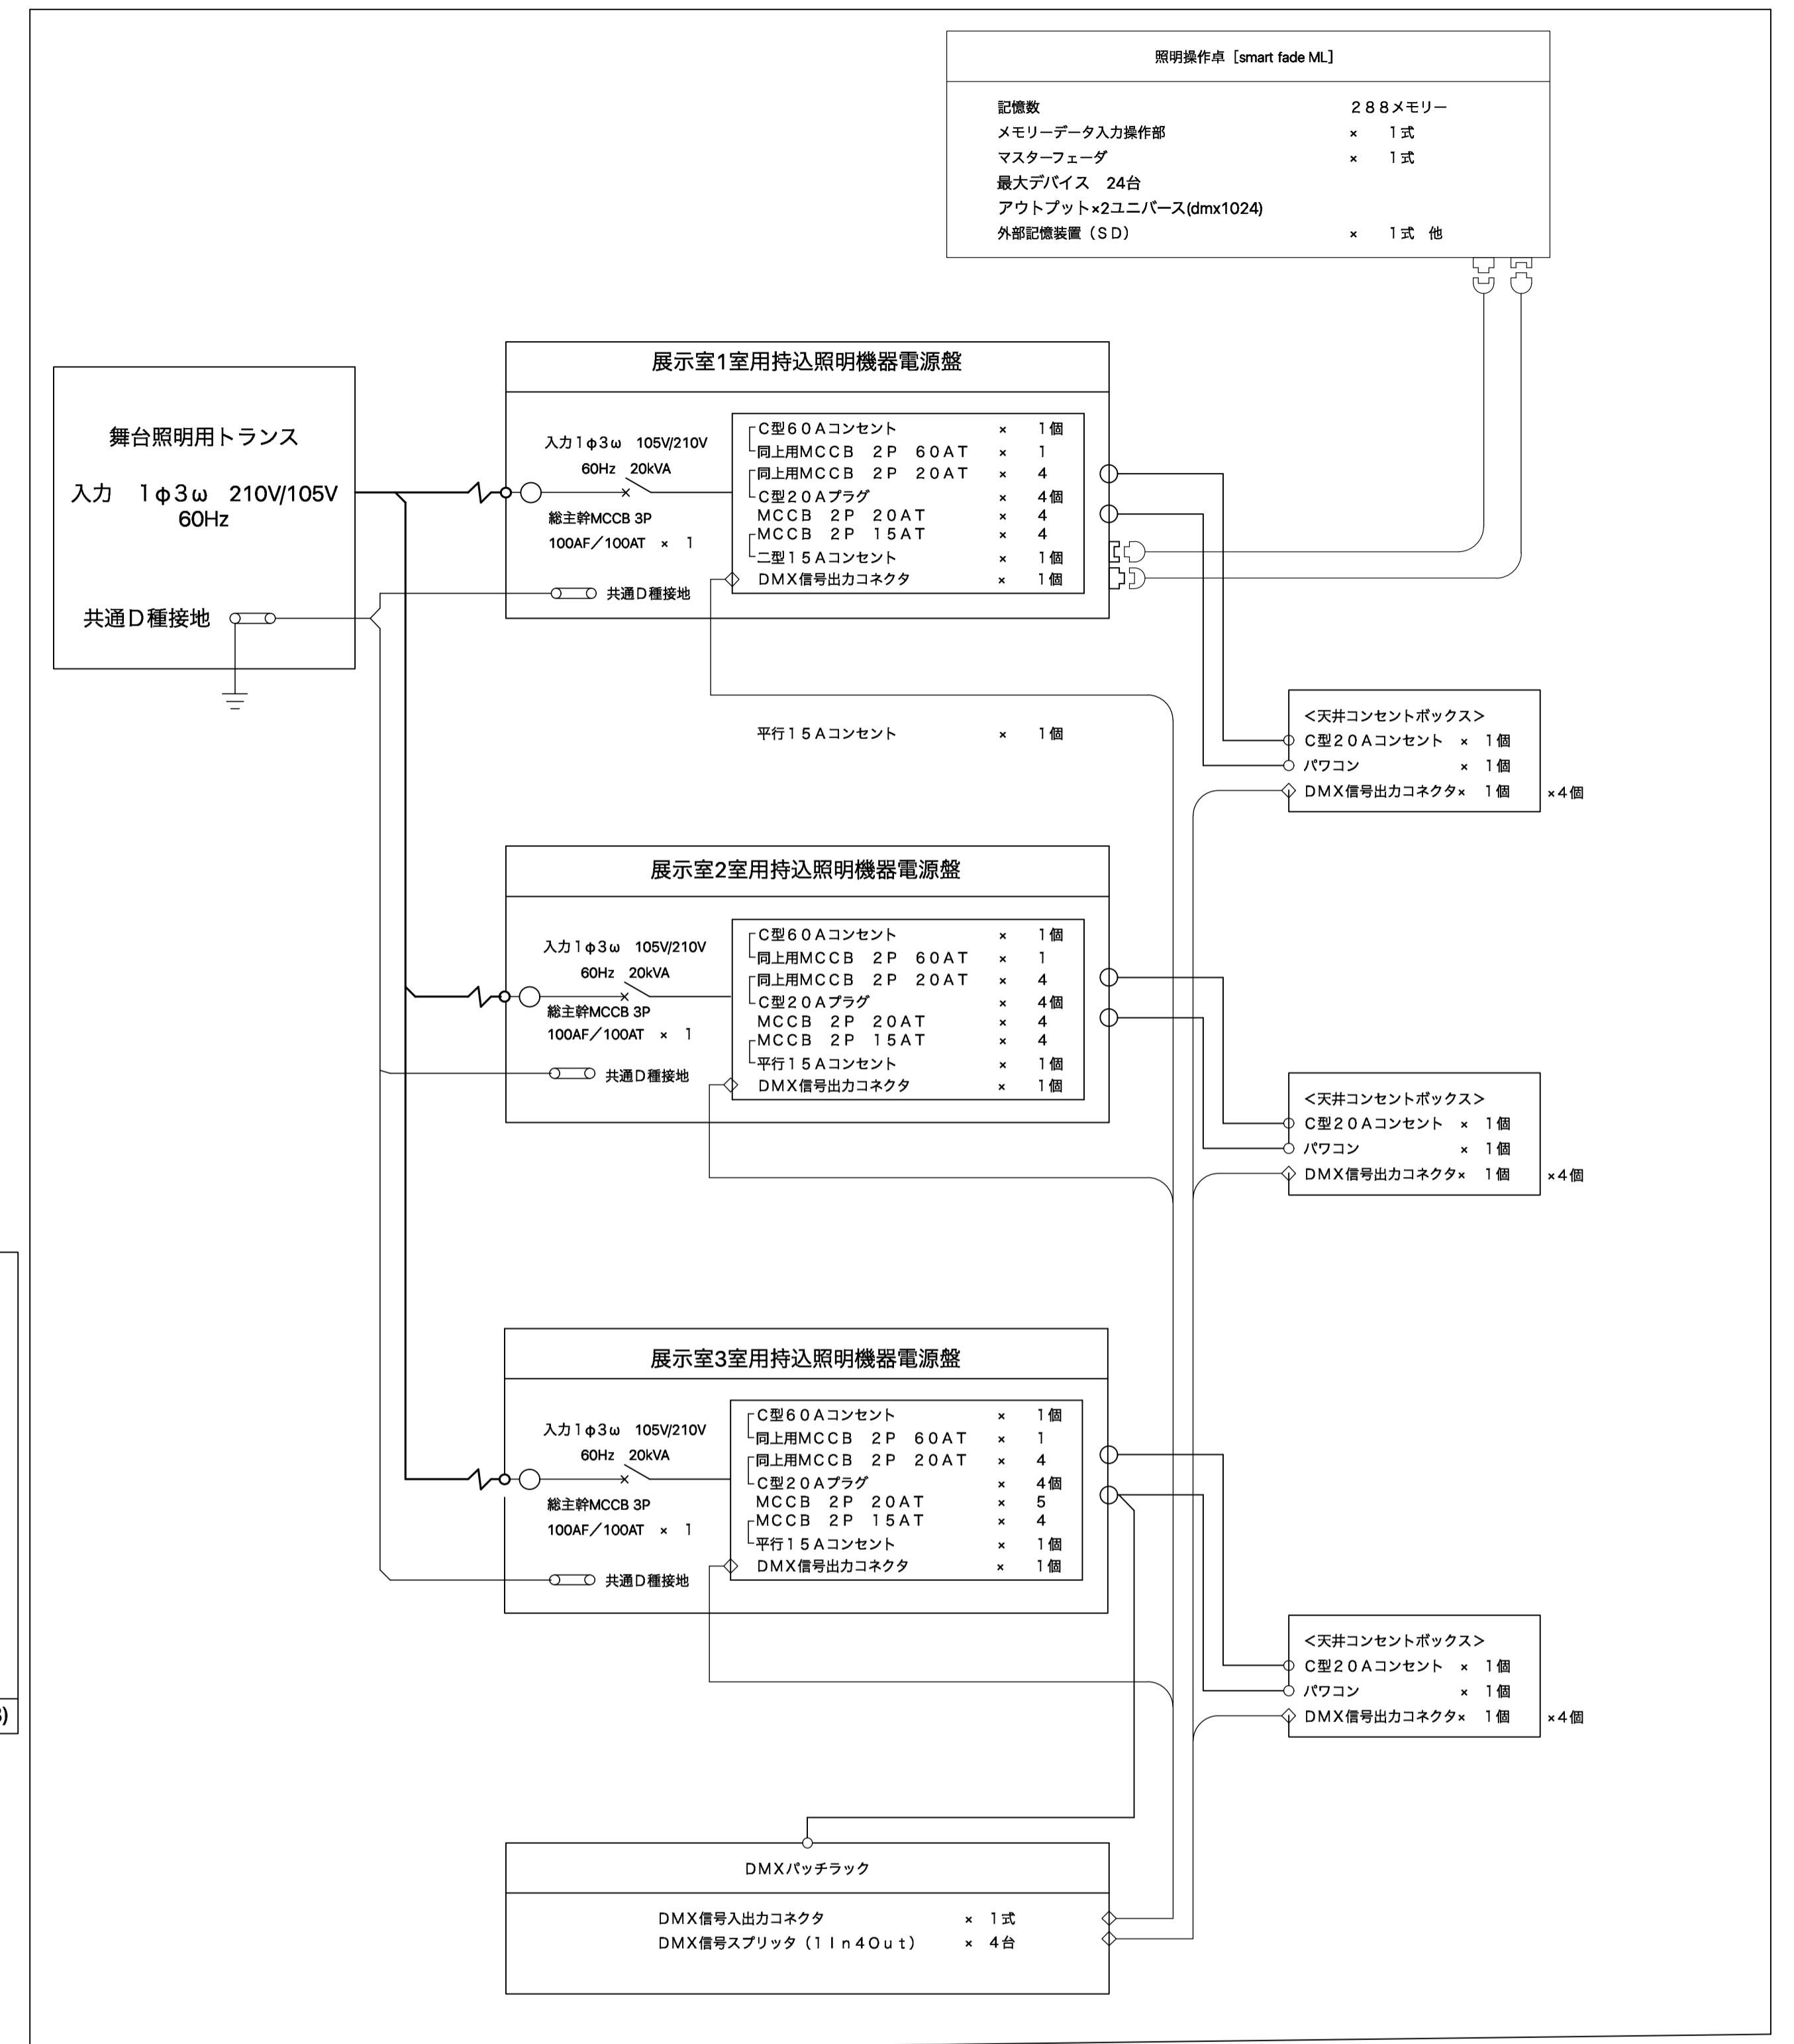 照明操作卓［smart fade ML］
記憶数　２８８メモリー
メモリーデータ入力操作部　×　１式
マスターフェーダ　×　１式
最大デバイス　24台
アウトプット×2ユニバース(dmx1024)
外部記憶装置（ＳＤ）　×　１式　他
舞台照明用トランス
入力　１φ３ω　210V/105V
60Hz
共通Ｄ種接地
展示室1室用持込照明機器電源盤
入力１φ３ω　105V/210V
60Hz　20kVA
総主幹MCCB 3P
100AF／100AT　×　１
共通Ｄ種接地
Ｃ型６０Ａコンセント　×　１個
同上用ＭＣＣＢ　２Ｐ　６０ＡＴ　×　１
同上用ＭＣＣＢ　２Ｐ　２０ＡＴ　×　４
Ｃ型２０Ａプラグ　×　４個
ＭＣＣＢ　２Ｐ　２０ＡＴ　×　４
ＭＣＣＢ　２Ｐ　１５ＡＴ　×　４
二型１５Ａコンセント　×　１個
ＤＭＸ信号出力コネクタ　×　１個
平行１５Ａコンセント　×　１個
＜天井コンセントボックス＞
Ｃ型２０Ａコンセント　×　１個
パワコン　×　１個
ＤＭＸ信号出力コネクタ×　１個　×４個
展示室2室用持込照明機器電源盤
入力１φ３ω　105V/210V
60Hz　20kVA
総主幹MCCB 3P
100AF／100AT　×　１
共通Ｄ種接地
Ｃ型６０Ａコンセント　×　１個
同上用ＭＣＣＢ　２Ｐ　６０ＡＴ　×　１
同上用ＭＣＣＢ　２Ｐ　２０ＡＴ　×　４
Ｃ型２０Ａプラグ　×　４個
ＭＣＣＢ　２Ｐ　２０ＡＴ　×　４
ＭＣＣＢ　２Ｐ　１５ＡＴ　×　４
平行１５Ａコンセント　×　１個
ＤＭＸ信号出力コネクタ　×　１個
＜天井コンセントボックス＞
Ｃ型２０Ａコンセント　×　１個
パワコン　×　１個
ＤＭＸ信号出力コネクタ×　１個　×４個
展示室3室用持込照明機器電源盤
入力１φ３ω　105V/210V
60Hz　20kVA
総主幹MCCB 3P
100AF／100AT　×　１
共通Ｄ種接地
Ｃ型６０Ａコンセント　×　１個
同上用ＭＣＣＢ　２Ｐ　６０ＡＴ　×　１
同上用ＭＣＣＢ　２Ｐ　２０ＡＴ　×　４
Ｃ型２０Ａプラグ　×　４個
ＭＣＣＢ　２Ｐ　２０ＡＴ　×　５
ＭＣＣＢ　２Ｐ　１５ＡＴ　×　４
平行１５Ａコンセント　×　１個
ＤＭＸ信号出力コネクタ　×　１個
＜天井コンセントボックス＞
Ｃ型２０Ａコンセント　×　１個
パワコン　×　１個
ＤＭＸ信号出力コネクタ×　１個　×４個
ＤＭＸパッチラック
ＤＭＸ信号入出力コネクタ　×　１式
ＤＭＸ信号スプリッタ（１Ｉｎ４Ｏｕｔ）　×　４台